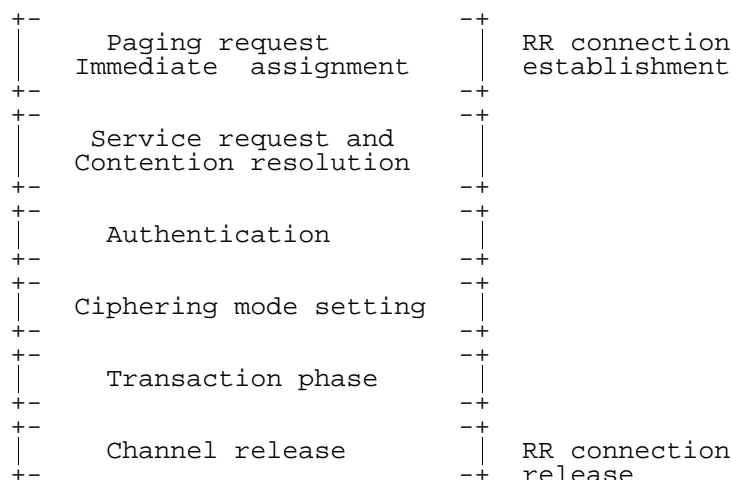 +- -+
Paging request RR connection
Immediate assignment establishment
+- -+
+- -+
Service request and
Contention resolution
+- -+
+- -+
Authentication
+- -+
+- -+
Ciphering mode setting
+- -+
+- -+
Transaction phase
+- -+
+- -+
Channel release RR connection
+- -+ release